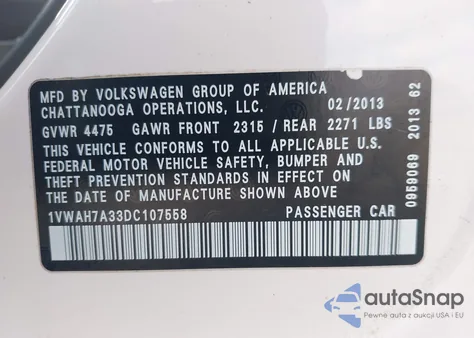 MFD BY VOLKSWAGEN GROUP OF AMERICA
CHATTANOOGA OPERATIONS, LLC. 02/2013
GVWR 4475 GAWR FRONT 2315 / REAR 2271 LBS
THIS VEHICLE CONFORMS TO ALL APPLICABLE U.S.
FEDERAL MOTOR VEHICLE SAFETY, BUMPER AND
THEFT PREVENTION STANDARDS IN EFFECT ON
THE DATE OF MANUFACTURE SHOWN ABOVE
1VWAH7A33DC107558 PASSENGER CAR
0959069 2013 62
autoSnap
Pewne auta z aukcji USA i EU